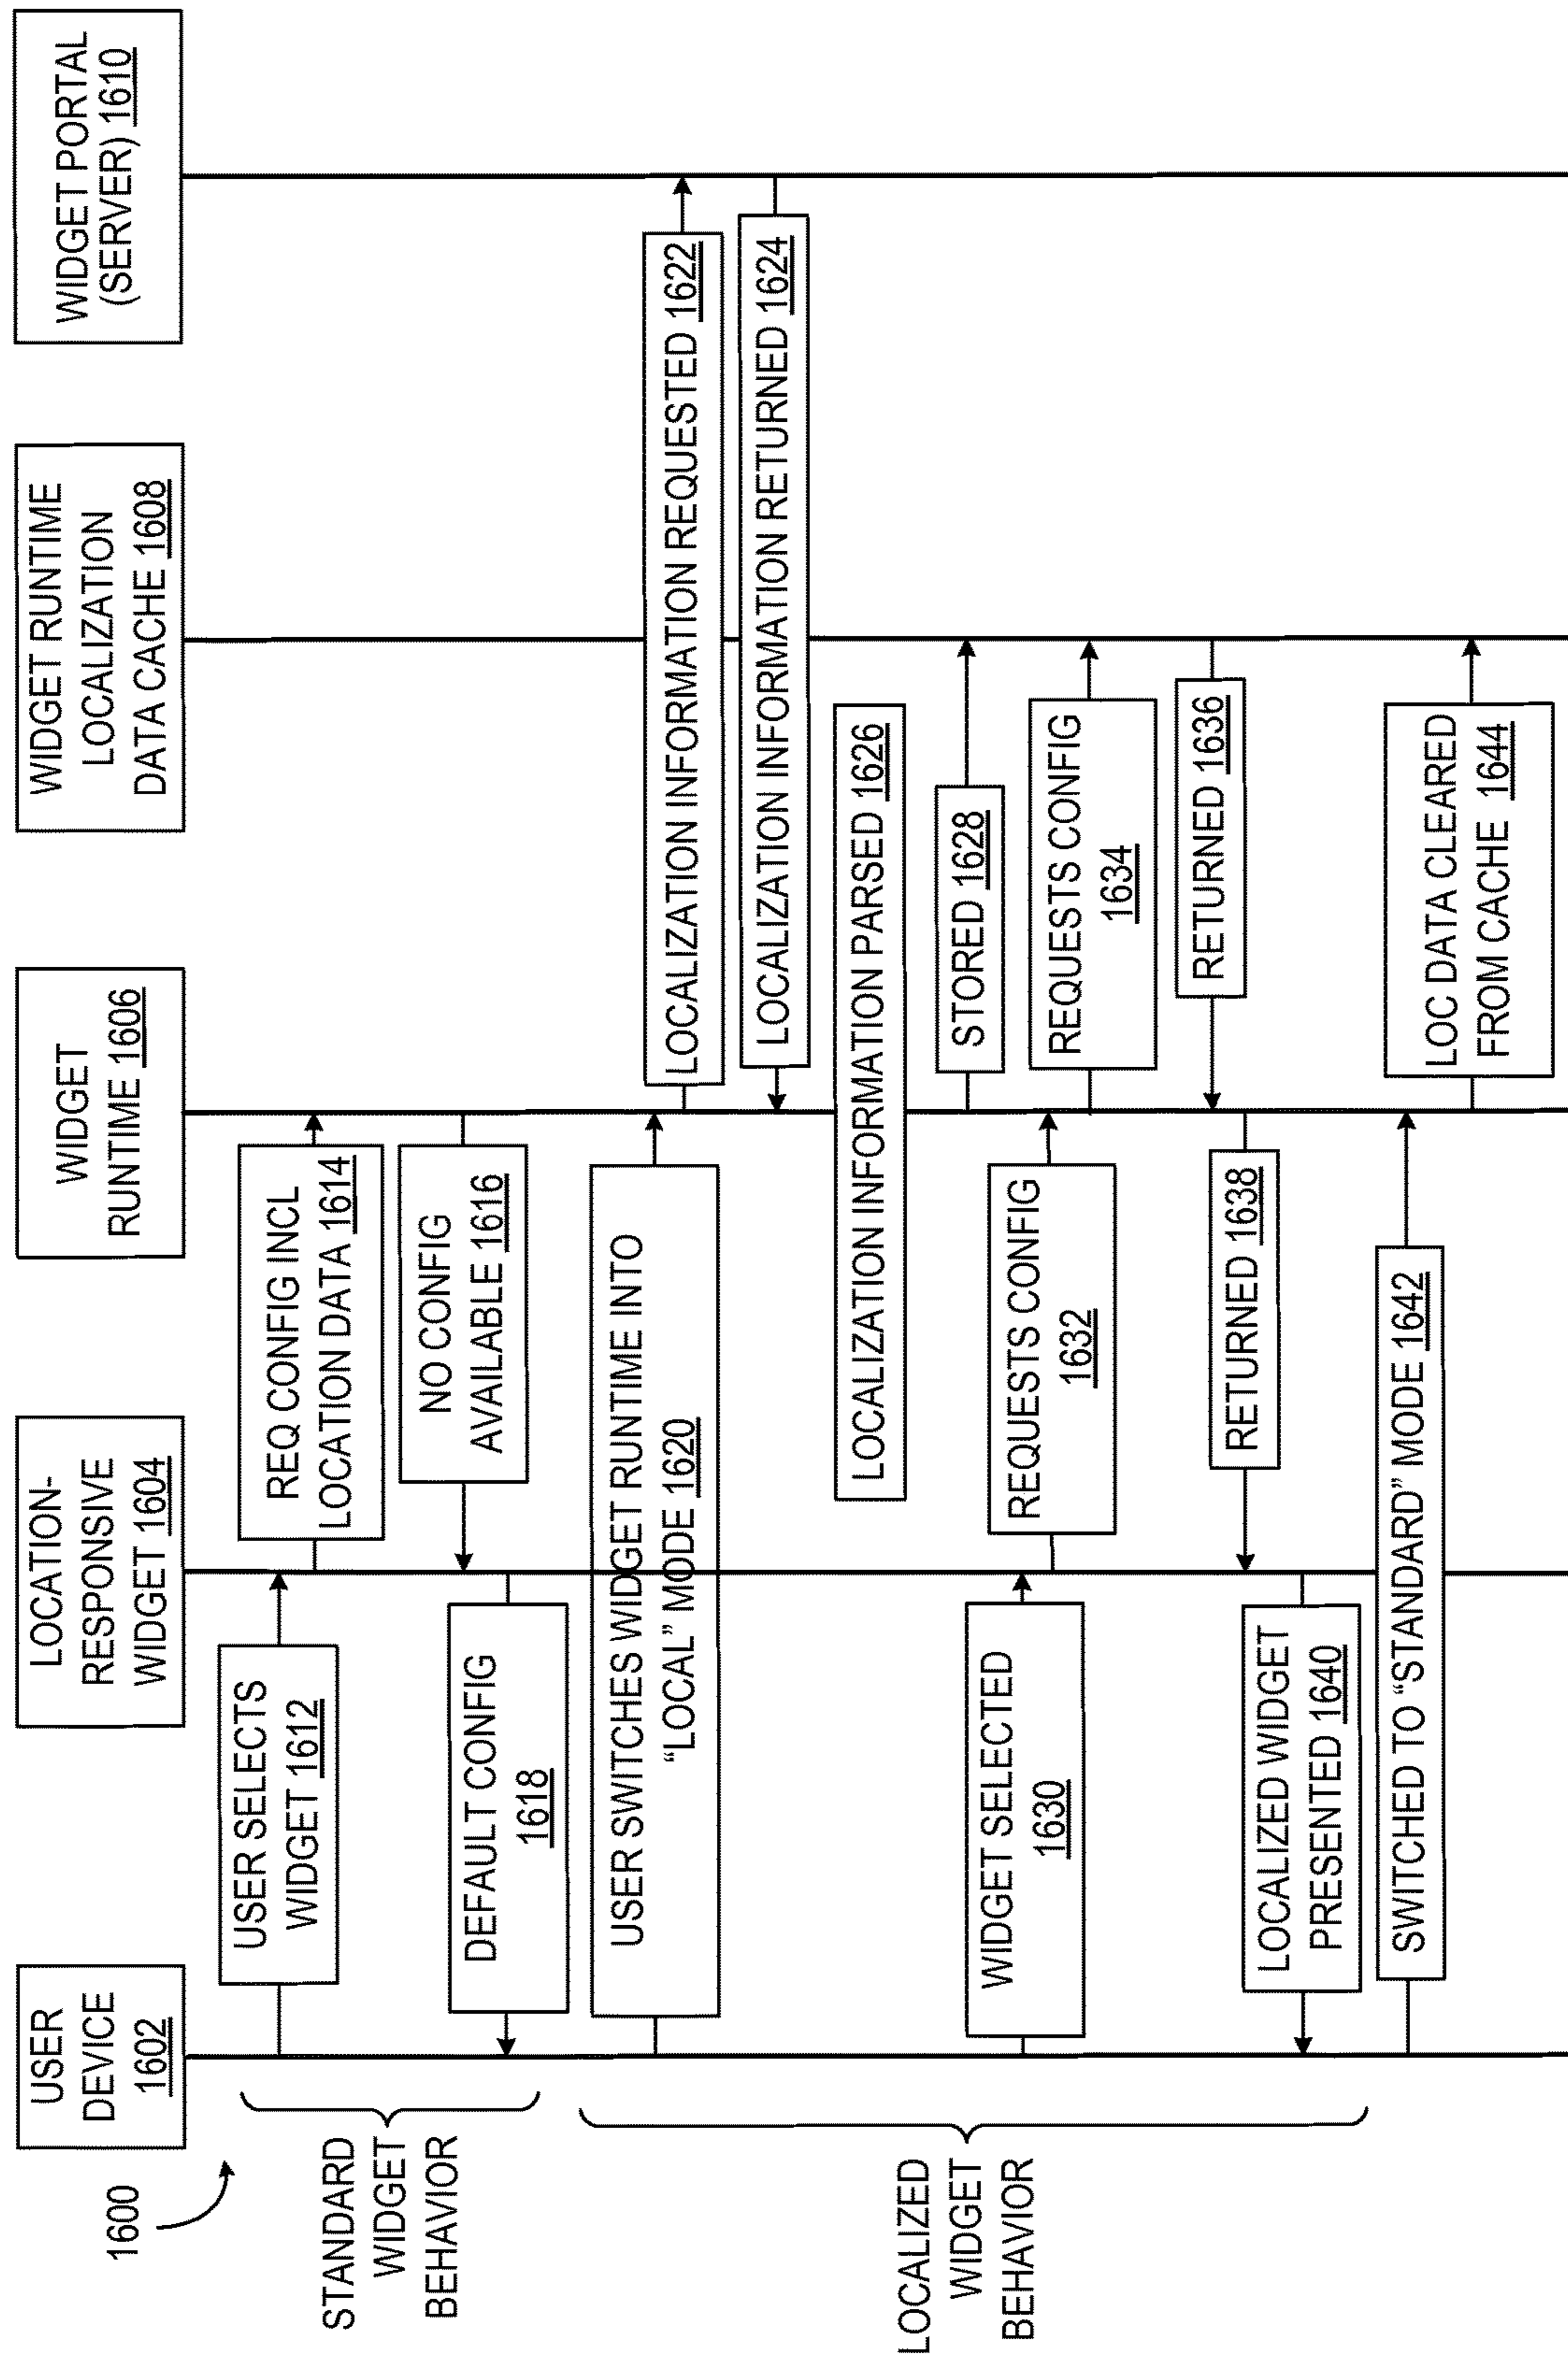 1600
USER
DEVICE
1602
LOCATION-
RESPONSIVE
WIDGET 1604
WIDGET
RUNTIME 1606
WIDGET RUNTIME
LOCALIZATION
DATA CACHE 1608
WIDGET PORTAL
(SERVER) 1610
STANDARD
WIDGET
BEHAVIOR
USER SELECTS
WIDGET 1612
REQ CONFIG INCL
LOCATION DATA 1614
NO CONFIG
AVAILABLE 1616
DEFAULT CONFIG
1618
USER SWITCHES WIDGET RUNTIME INTO
“LOCAL” MODE 1620
LOCALIZATION INFORMATION REQUESTED 1622
LOCALIZATION INFORMATION RETURNED 1624
LOCALIZATION INFORMATION PARSED 1626
LOCALIZED
WIDGET
BEHAVIOR
STORED 1628
WIDGET SELECTED
1630
REQUESTS CONFIG
1632
REQUESTS CONFIG
1634
RETURNED 1636
RETURNED 1638
LOCALIZED WIDGET
PRESENTED 1640
SWITCHED TO “STANDARD” MODE 1642
LOC DATA CLEARED
FROM CACHE 1644